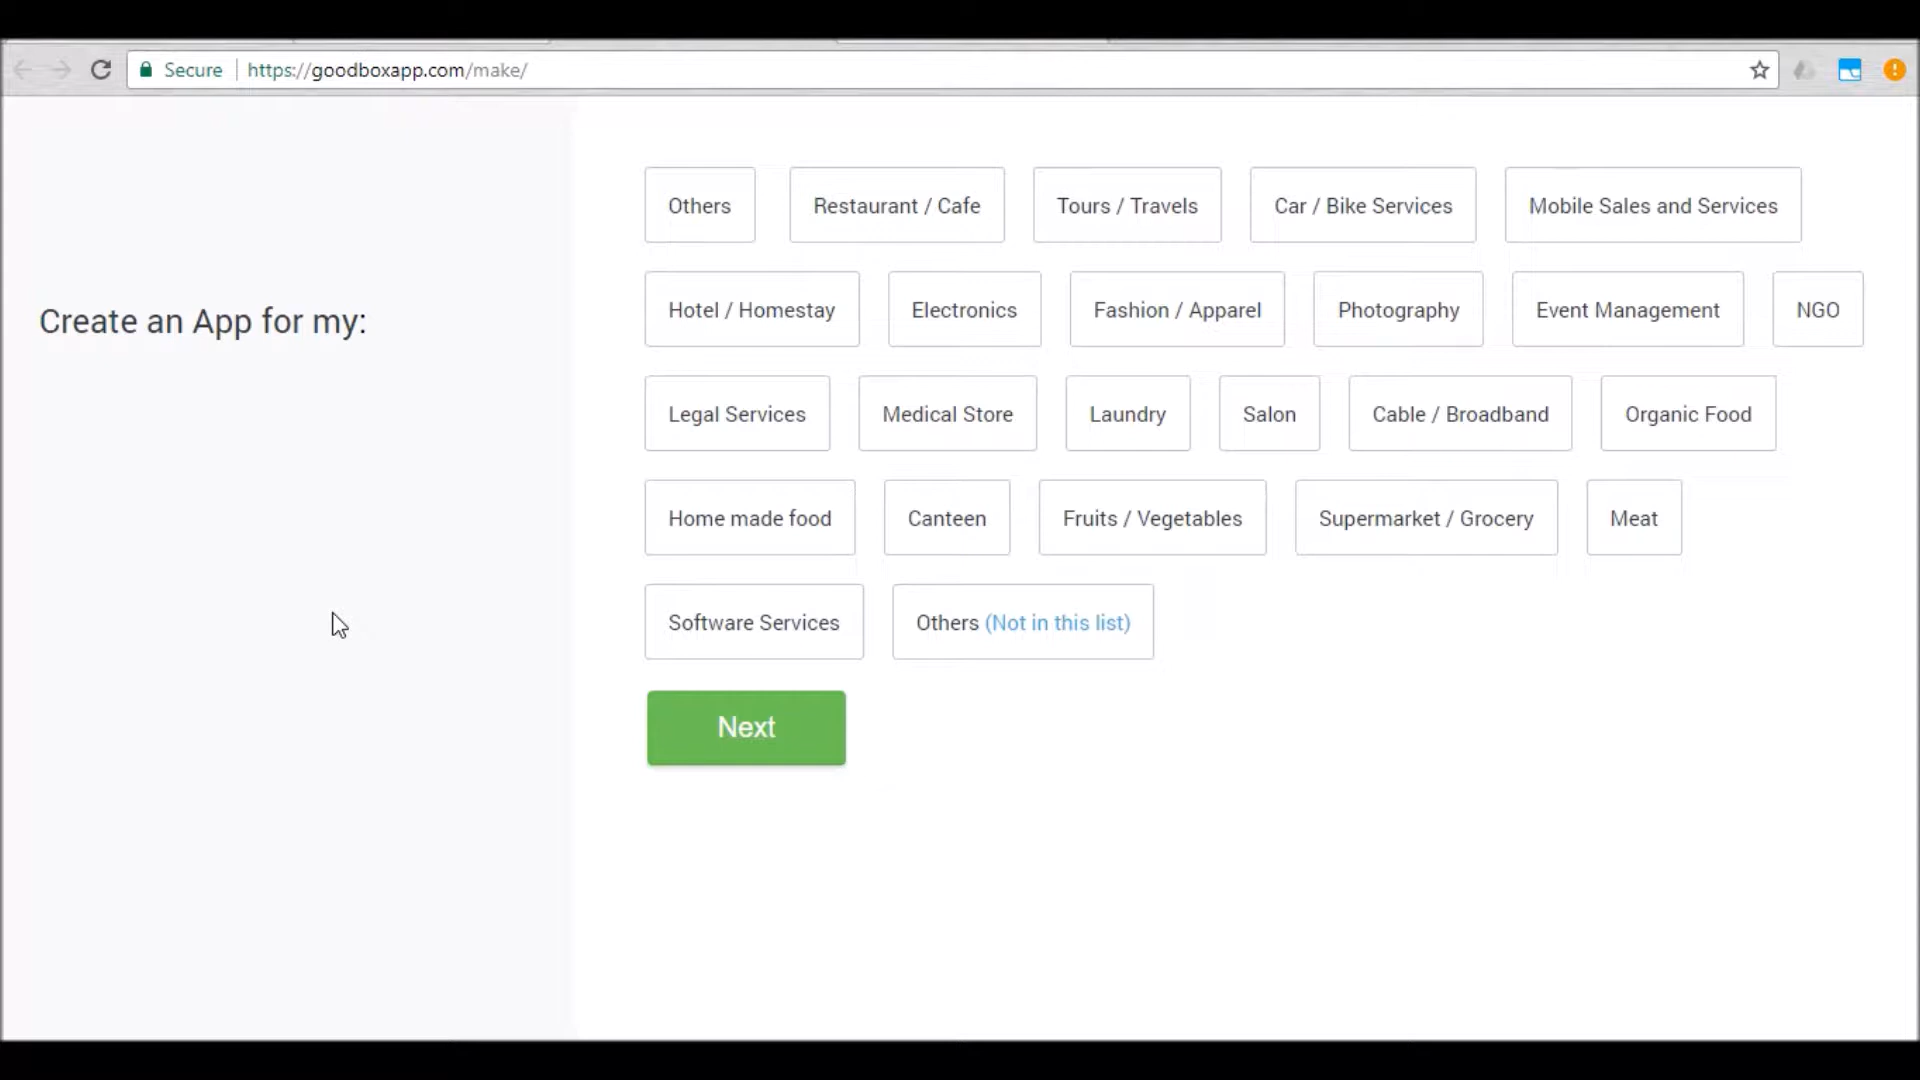 Secure https://goodboxapp.com/make/
Create an App for my:
Others Restaurant / Cafe Tours / Travels Car / Bike Services Mobile Sales and Services
Hotel / Homestay Electronics Fashion / Apparel Photography Event Management NGO
Legal Services Medical Store Laundry Salon Cable / Broadband Organic Food
Home made food Canteen Fruits / Vegetables Supermarket / Grocery Meat
Software Services Others (Not in this list)
Next